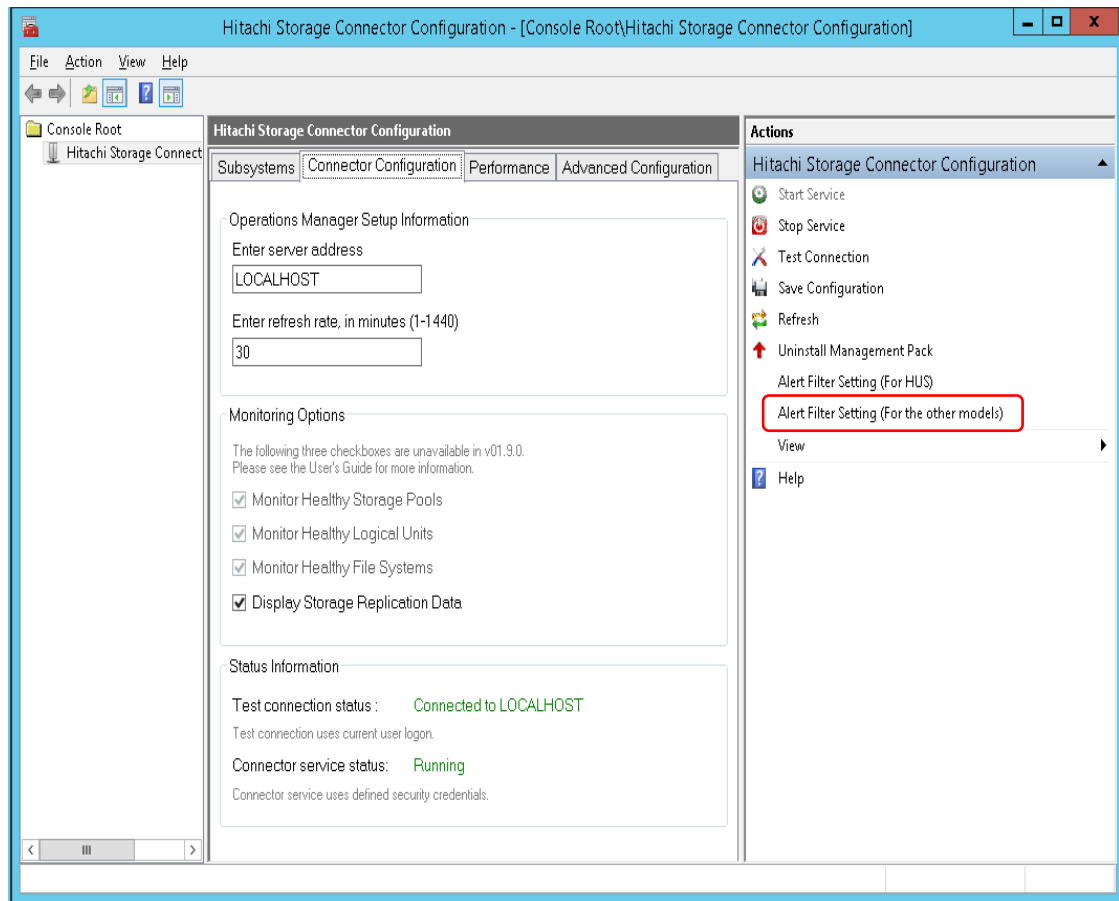 Hitachi Storage Connector Configuration - [Console Root\Hitachi Storage Connector Configuration]
File Action View Help
Console Root
Hitachi Storage Connect
Hitachi Storage Connector Configuration
Subsystems Connector Configuration Performance Advanced Configuration
Operations Manager Setup Information
Enter server address
LOCALHOST
Enter refresh rate, in minutes (1-1440)
30
Monitoring Options
The following three checkboxes are unavailable in v01.9.0.
Please see the User's Guide for more information.
Monitor Healthy Storage Pools
Monitor Healthy Logical Units
Monitor Healthy File Systems
Display Storage Replication Data
Status Information
Test connection status : Connected to LOCALHOST
Test connection uses current user logon.
Connector service status: Running
Connector service uses defined security credentials.
Actions
Hitachi Storage Connector Configuration
Start Service
Stop Service
Test Connection
Save Configuration
Refresh
Uninstall Management Pack
Alert Filter Setting (For HUS)
Alert Filter Setting (For the other models)
View
Help